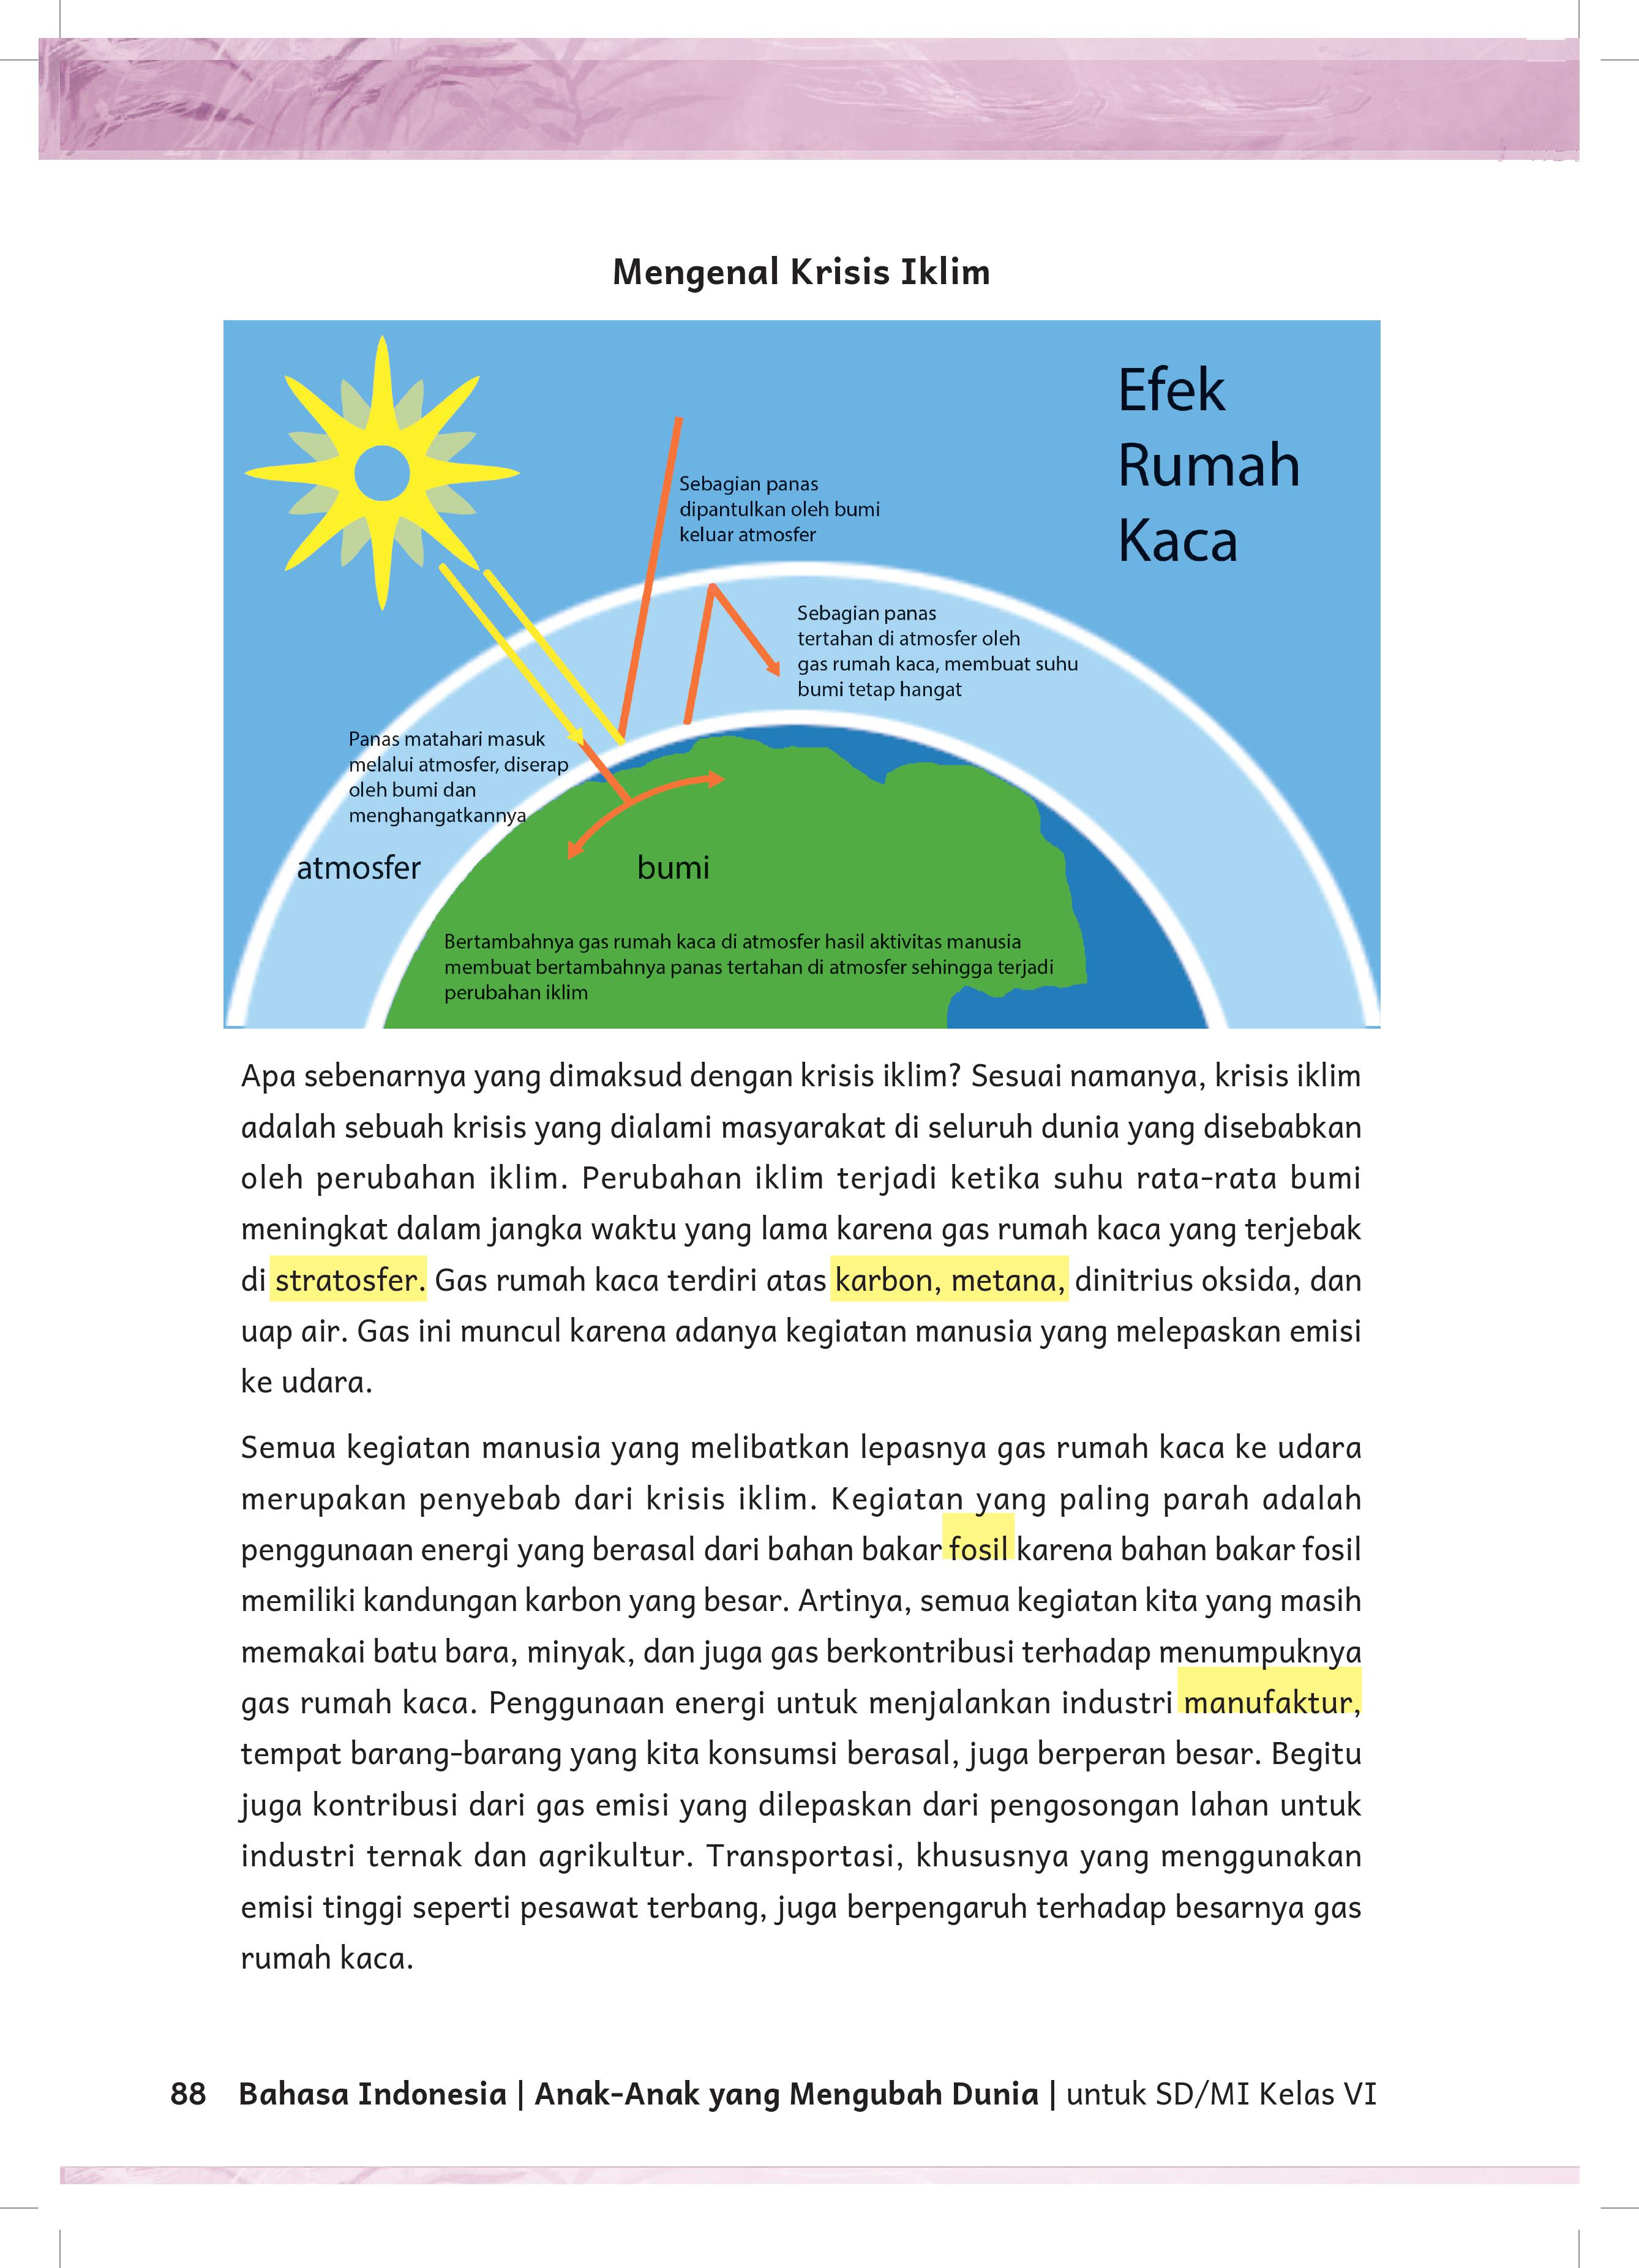 Mengenal Krisis Iklim
Efek
Rumah
Kaca
Sebagian panas
dipantulkan oleh bumi
keluar atmosfer
Sebagian panas
tertahan di atmosfer oleh
gas rumah kaca, membuat suhu
bumi tetap hangat
Panas matahari masuk
melalui atmosfer, diserap
oleh bumi dan
menghangatkannya
atmosfer
bumi
Bertambahnya gas rumah kaca di atmosfer hasil aktivitas manusia
membuat bertambahnya panas tertahan di atmosfer sehingga terjadi
perubahan iklim
Apa sebenarnya yang dimaksud dengan krisis iklim? Sesuai namanya, krisis iklim
adalah sebuah krisis yang dialami masyarakat di seluruh dunia yang disebabkan
oleh perubahan iklim. Perubahan iklim terjadi ketika suhu rata-rata bumi
meningkat dalam jangka waktu yang lama karena gas rumah kaca yang terjebak
di stratosfer. Gas rumah kaca terdiri atas karbon, metana, dinitrius oksida, dan
uap air. Gas ini muncul karena adanya kegiatan manusia yang melepaskan emisi
ke udara.
Semua kegiatan manusia yang melibatkan lepasnya gas rumah kaca ke udara
merupakan penyebab dari krisis iklim. Kegiatan yang paling parah adalah
penggunaan energi yang berasal dari bahan bakar fosil karena bahan bakar fosil
memiliki kandungan karbon yang besar. Artinya, semua kegiatan kita yang masih
memakai batu bara, minyak, dan juga gas berkontribusi terhadap menumpuknya
gas rumah kaca. Penggunaan energi untuk menjalankan industri manufaktur,
tempat barang-barang yang kita konsumsi berasal, juga berperan besar. Begitu
juga kontribusi dari gas emisi yang dilepaskan dari pengosongan lahan untuk
industri ternak dan agrikultur. Transportasi, khususnya yang menggunakan
emisi tinggi seperti pesawat terbang, juga berpengaruh terhadap besarnya gas
rumah kaca.
88 Bahasa Indonesia | Anak-Anak yang Mengubah Dunia | untuk SD/MI Kelas VI